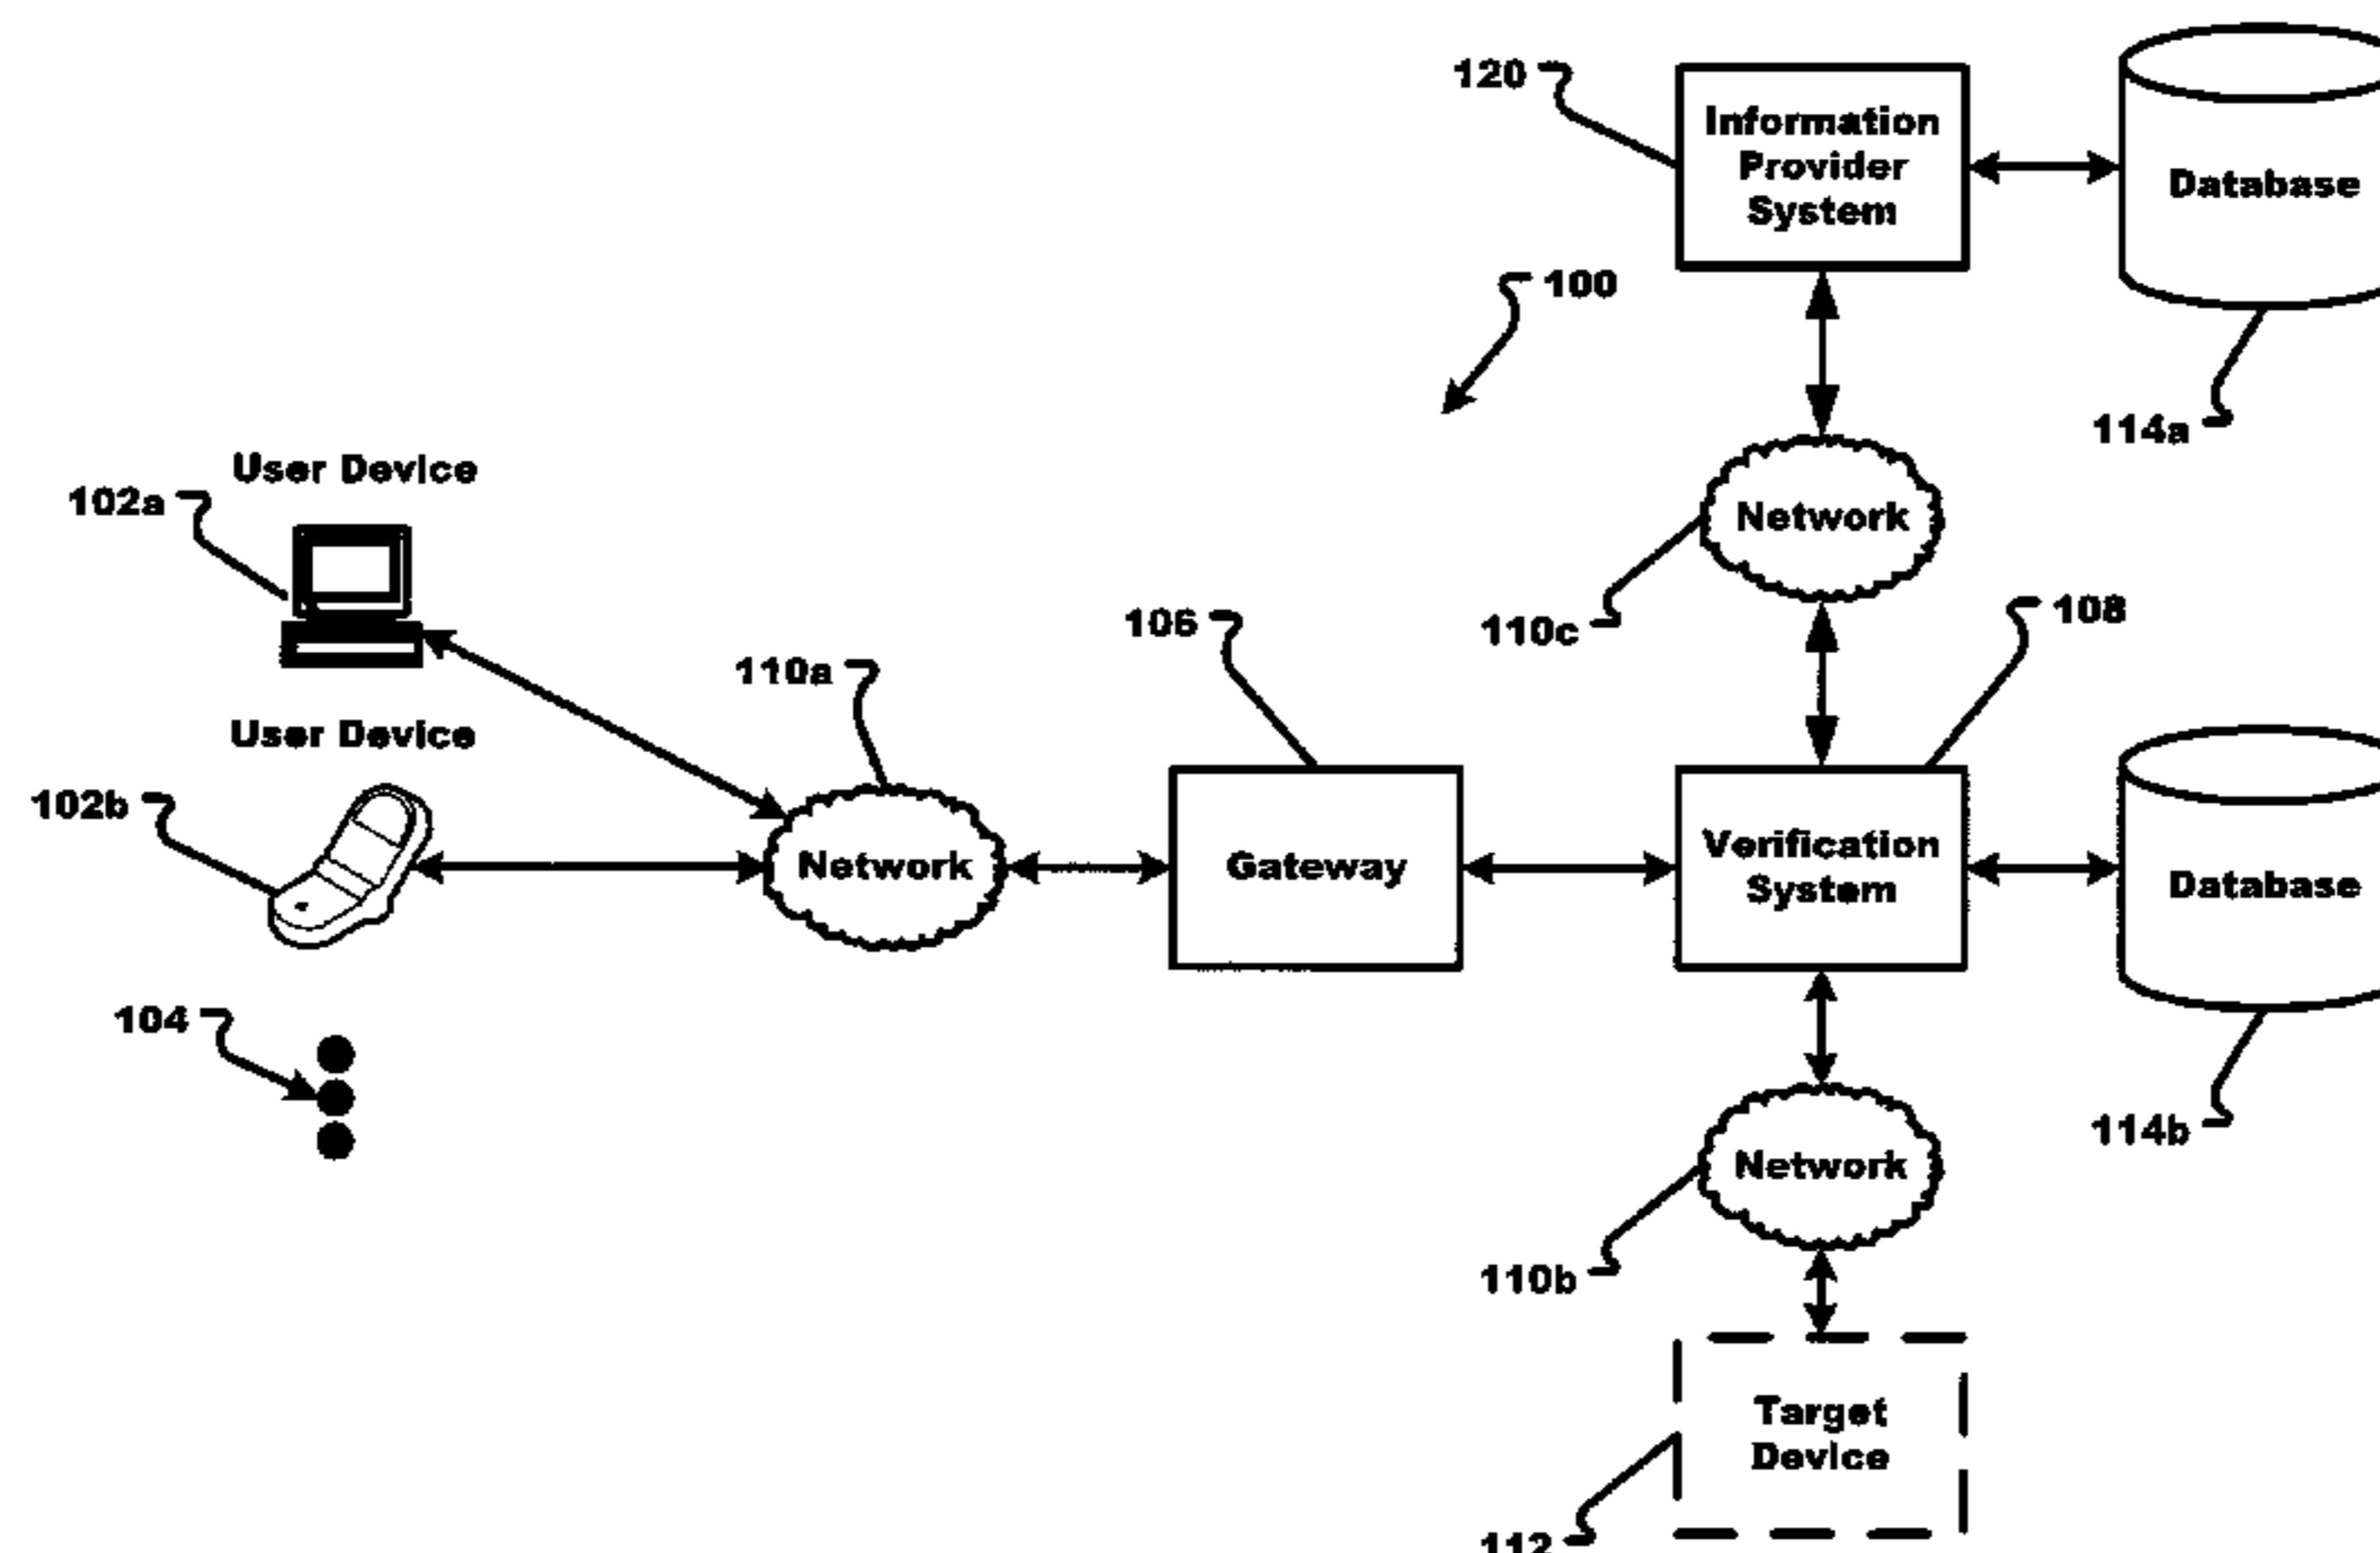 120
Information
Provider
System
Database
100
114a
User Device
102a
Network
110c
108
106
110a
User Device
102b
Network
Gateway
Verification
System
Database
104
114b
Network
110b
Target
Device
112